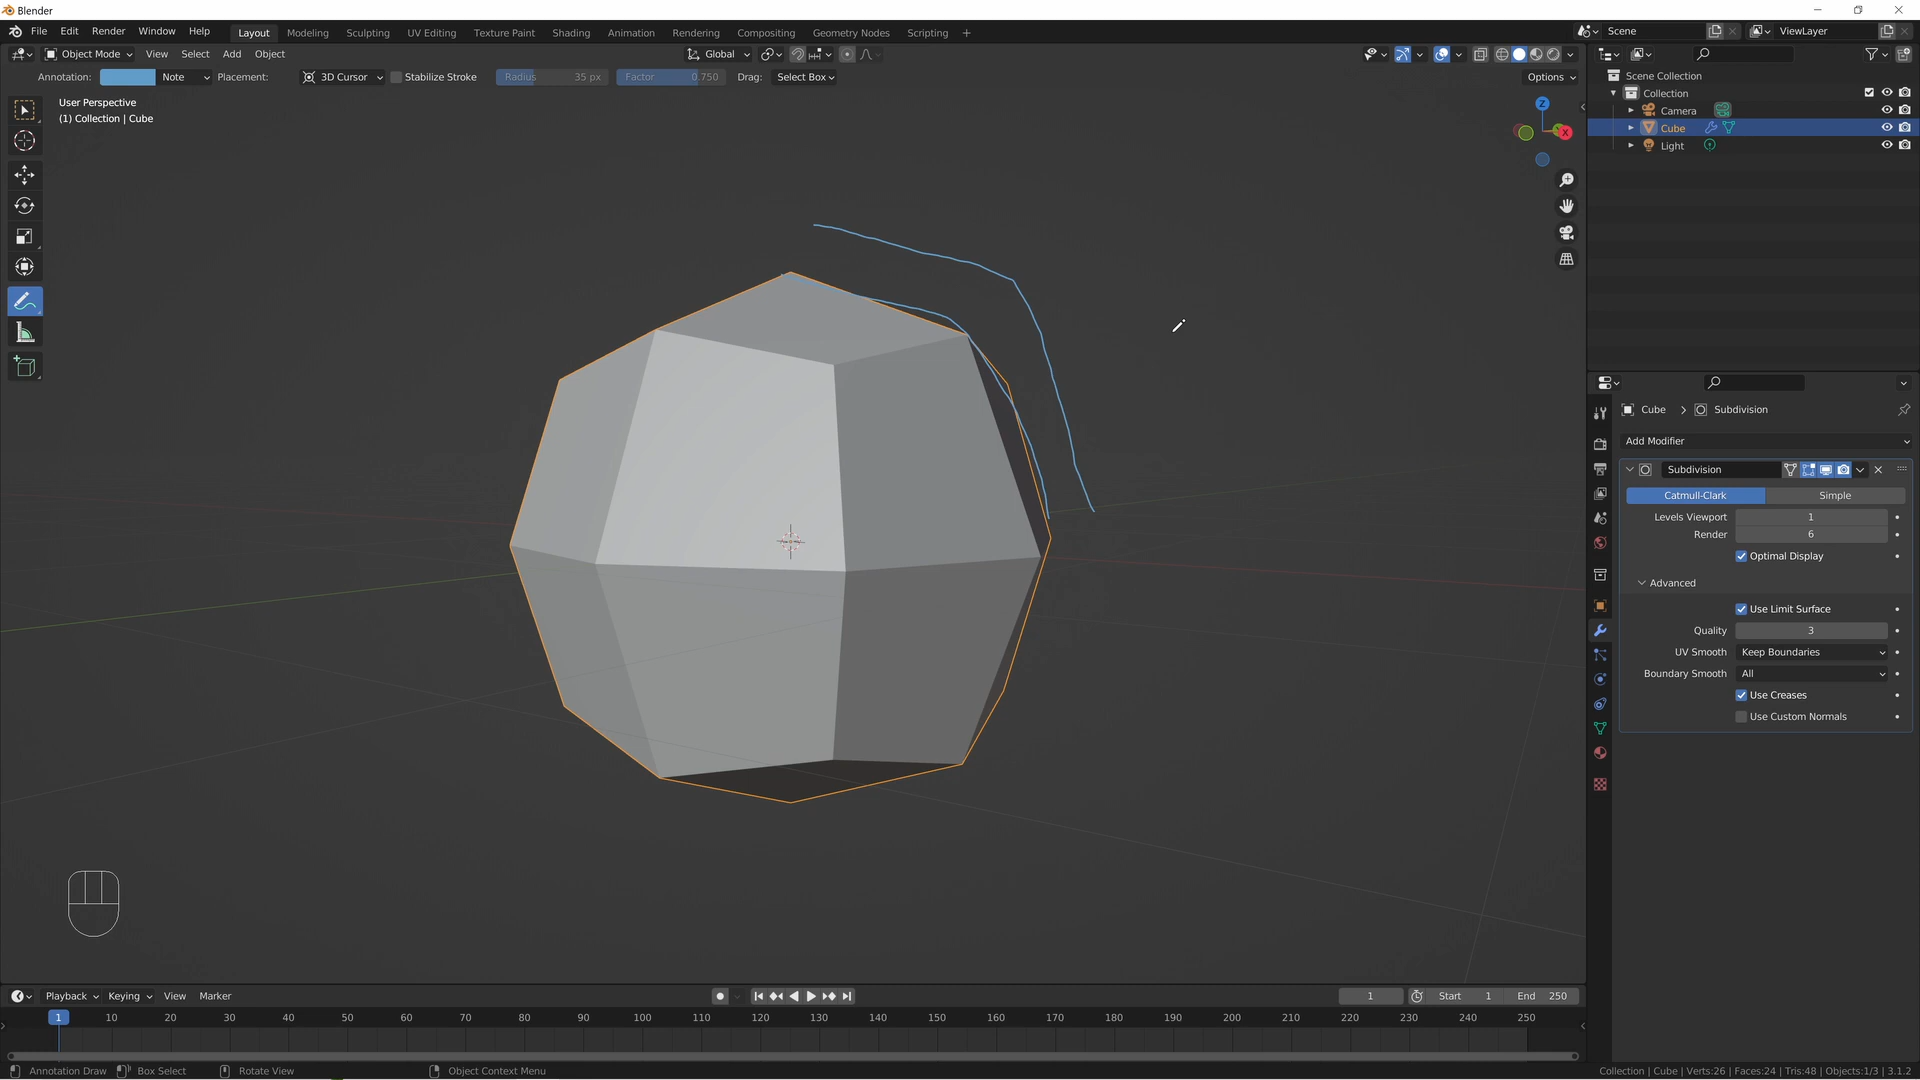 Blender
File Edit Render Window Help Layout Modeling Sculpting UV Editing Texture Paint Shading Animation Rendering Compositing Geometry Nodes Scripting + Scene ViewLayer
Object Mode View Select Add Object Global
Annotation: Note Placement: 3D Cursor Stabilize Stroke Radius 35 px Factor 0.750 Drag: Select Box Options
User Perspective
(1) Collection | Cube
Z
X
Scene Collection
Collection
Camera
Cube
Light
Cube > Subdivision
Add Modifier
Subdivision
Catmull-Clark Simple
Levels Viewport 1
Render 6
Optimal Display
Advanced
Use Limit Surface
Quality 3
UV Smooth Keep Boundaries
Boundary Smooth All
Use Creases
Use Custom Normals
Playback Keying View Marker 1 Start 1 End 250
1 10 20 30 40 50 60 70 80 90 100 110 120 130 140 150 160 170 180 190 200 210 220 230 240 250
Annotation Draw Box Select Rotate View Object Context Menu Collection | Cube | Verts:26 | Faces:24 | Tris:48 | Objects:1/3 | 3.1.2